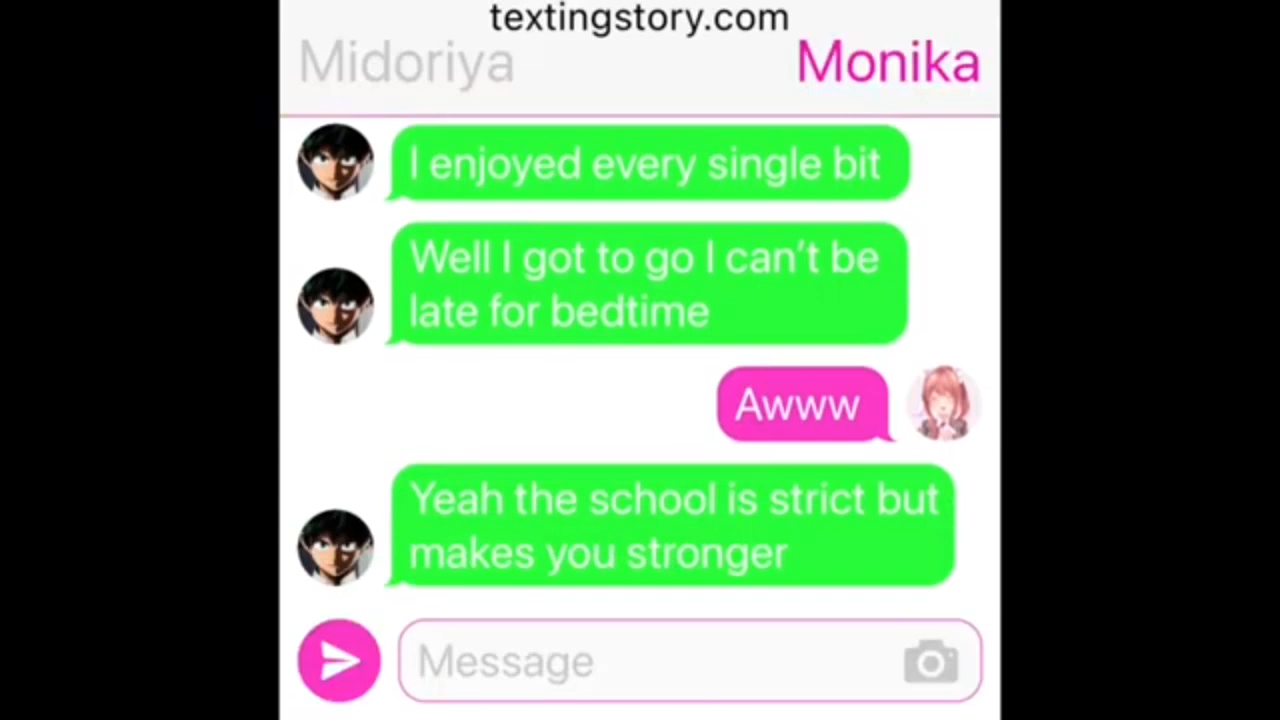 textingstory.com
Midoriya
Monika
I enjoyed every single bit
Well I got to go I can’t be
late for bedtime
Awww
Yeah the school is strict but
makes you stronger
Message